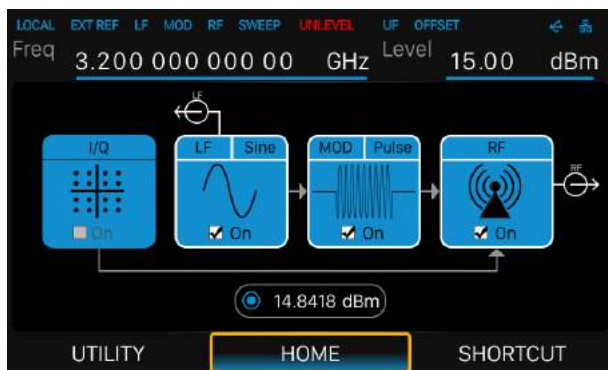 LOCAL EXT REF LF MOD RF SWEEP UNLEVEL UF OFFSET
Freq 3.200 000 000 00 GHz Level 15.00 dBm
LF
I/Q LF Sine MOD Pulse RF
RF
On On On On
14.8418 dBm
UTILITY HOME SHORTCUT